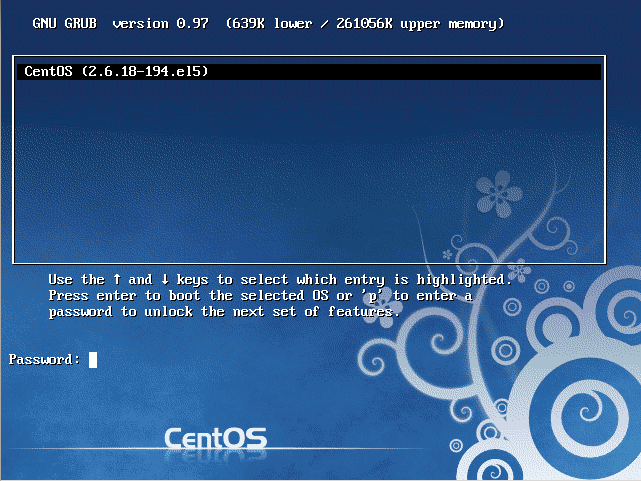 GNU GRUB  version 0.97  (639K lower / 261056K upper memory)
CentOS (2.6.18-194.el5)
Use the ↑ and ↓ keys to select which entry is highlighted.
Press enter to boot the selected OS or 'p' to enter a
password to unlock the next set of features.
Password:
CentOS